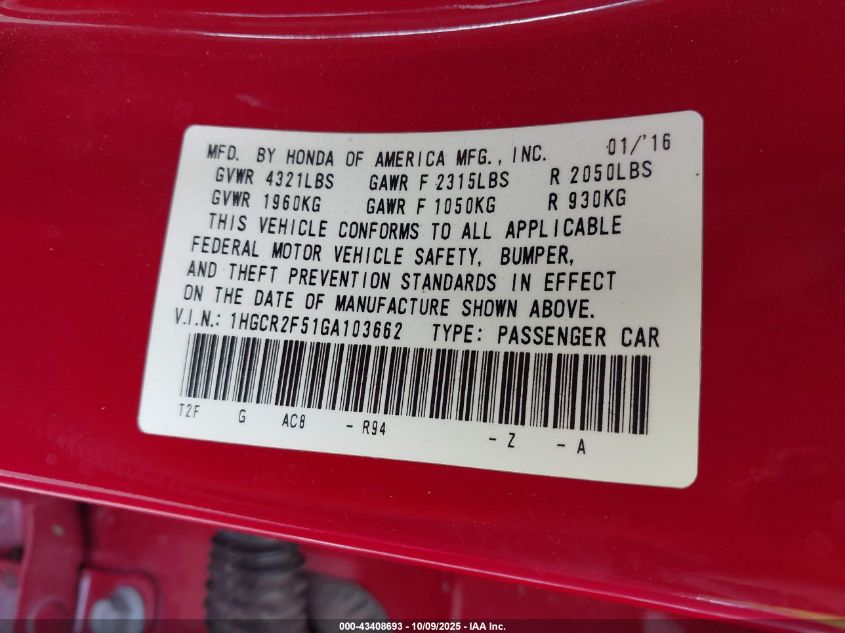 MFD. BY HONDA OF AMERICA MFG., INC. 01/'16
GVWR 4321LBS GAWR F 2315LBS R 2050LBS
GVWR 1960KG GAWR F 1050KG R 930KG
THIS VEHICLE CONFORMS TO ALL APPLICABLE
FEDERAL MOTOR VEHICLE SAFETY, BUMPER,
AND THEFT PREVENTION STANDARDS IN EFFECT
ON THE DATE OF MANUFACTURE SHOWN ABOVE.
V.I.N.: 1HGCR2F51GA103662 TYPE: PASSENGER CAR
T2F G AC8 - R94 - Z - A
000-43408693 - 10/09/2025 - IAA Inc.